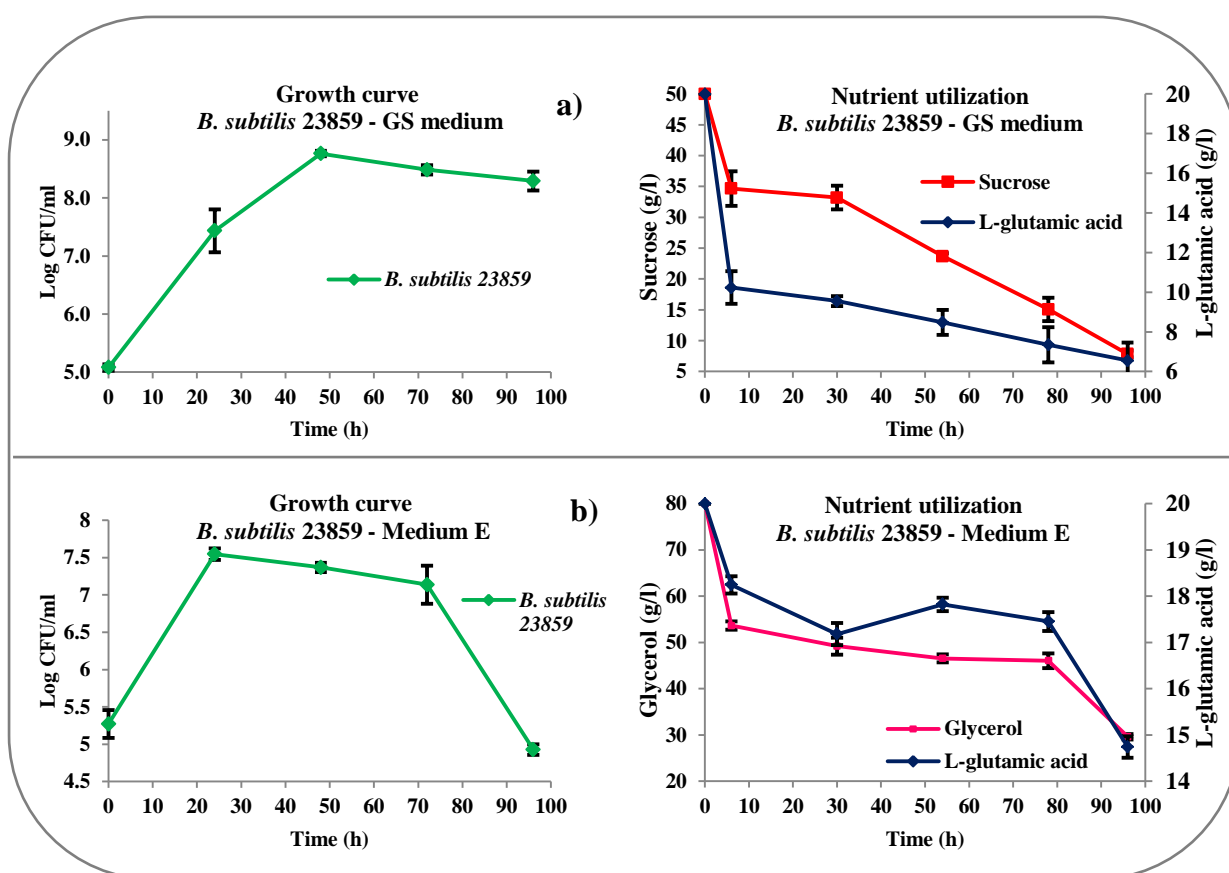 a)
Growth curve
B. subtilis 23859 - GS medium
Log CFU/ml
9.0
8.0
7.0
6.0
5.0
B. subtilis 23859
0 10 20 30 40 50 60 70 80 90 100
Time (h)
Nutrient utilization
B. subtilis 23859 - GS medium
Sucrose (g/l)
50
45
40
35
30
25
20
15
10
5
Sucrose
L-glutamic acid
L-glutamic acid (g/l)
20
18
16
14
12
10
8
6
0 10 20 30 40 50 60 70 80 90 100
Time (h)
b)
Growth curve
B. subtilis 23859 - Medium E
Log CFU/ml
8
7.5
7
6.5
6
5.5
5
4.5
B. subtilis
23859
0 10 20 30 40 50 60 70 80 90 100
Time (h)
Nutrient utilization
B. subtilis 23859 - Medium E
Glycerol (g/l)
80
70
60
50
40
30
20
Glycerol
L-glutamic acid
L-glutamic acid (g/l)
20
19
18
17
16
15
14
0 10 20 30 40 50 60 70 80 90 100
Time (h)